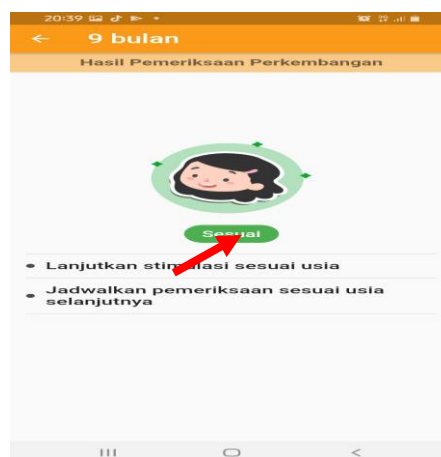 20:39
9 bulan
Hasil Pemeriksaan Perkembangan
Sesuai
Lanjutkan stimulasi sesuai usia
Jadwalkan pemeriksaan sesuai usia
selanjutnya